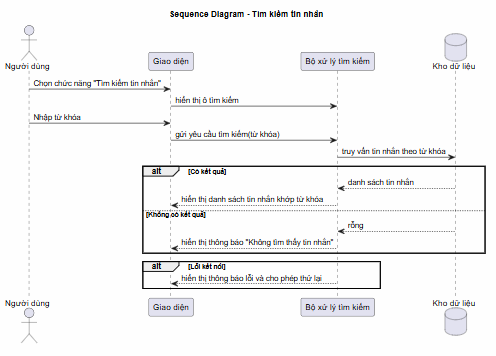 Sequence Diagram - Tìm kiếm tin nhắn
Người dùng
Giao diện
Bộ xử lý tìm kiếm
Kho dữ liệu
Chọn chức năng "Tìm kiếm tin nhắn"
hiển thị ô tìm kiếm
Nhập từ khóa
gửi yêu cầu tìm kiếm(từ khóa)
truy vấn tin nhắn theo từ khóa
alt [Có kết quả]
danh sách tin nhắn
hiển thị danh sách tin nhắn khớp từ khóa
[Không có kết quả]
rỗng
hiển thị thông báo "Không tìm thấy tin nhắn"
alt [Lỗi kết nối]
hiển thị thông báo lỗi và cho phép thử lại
Người dùng
Giao diện
Bộ xử lý tìm kiếm
Kho dữ liệu